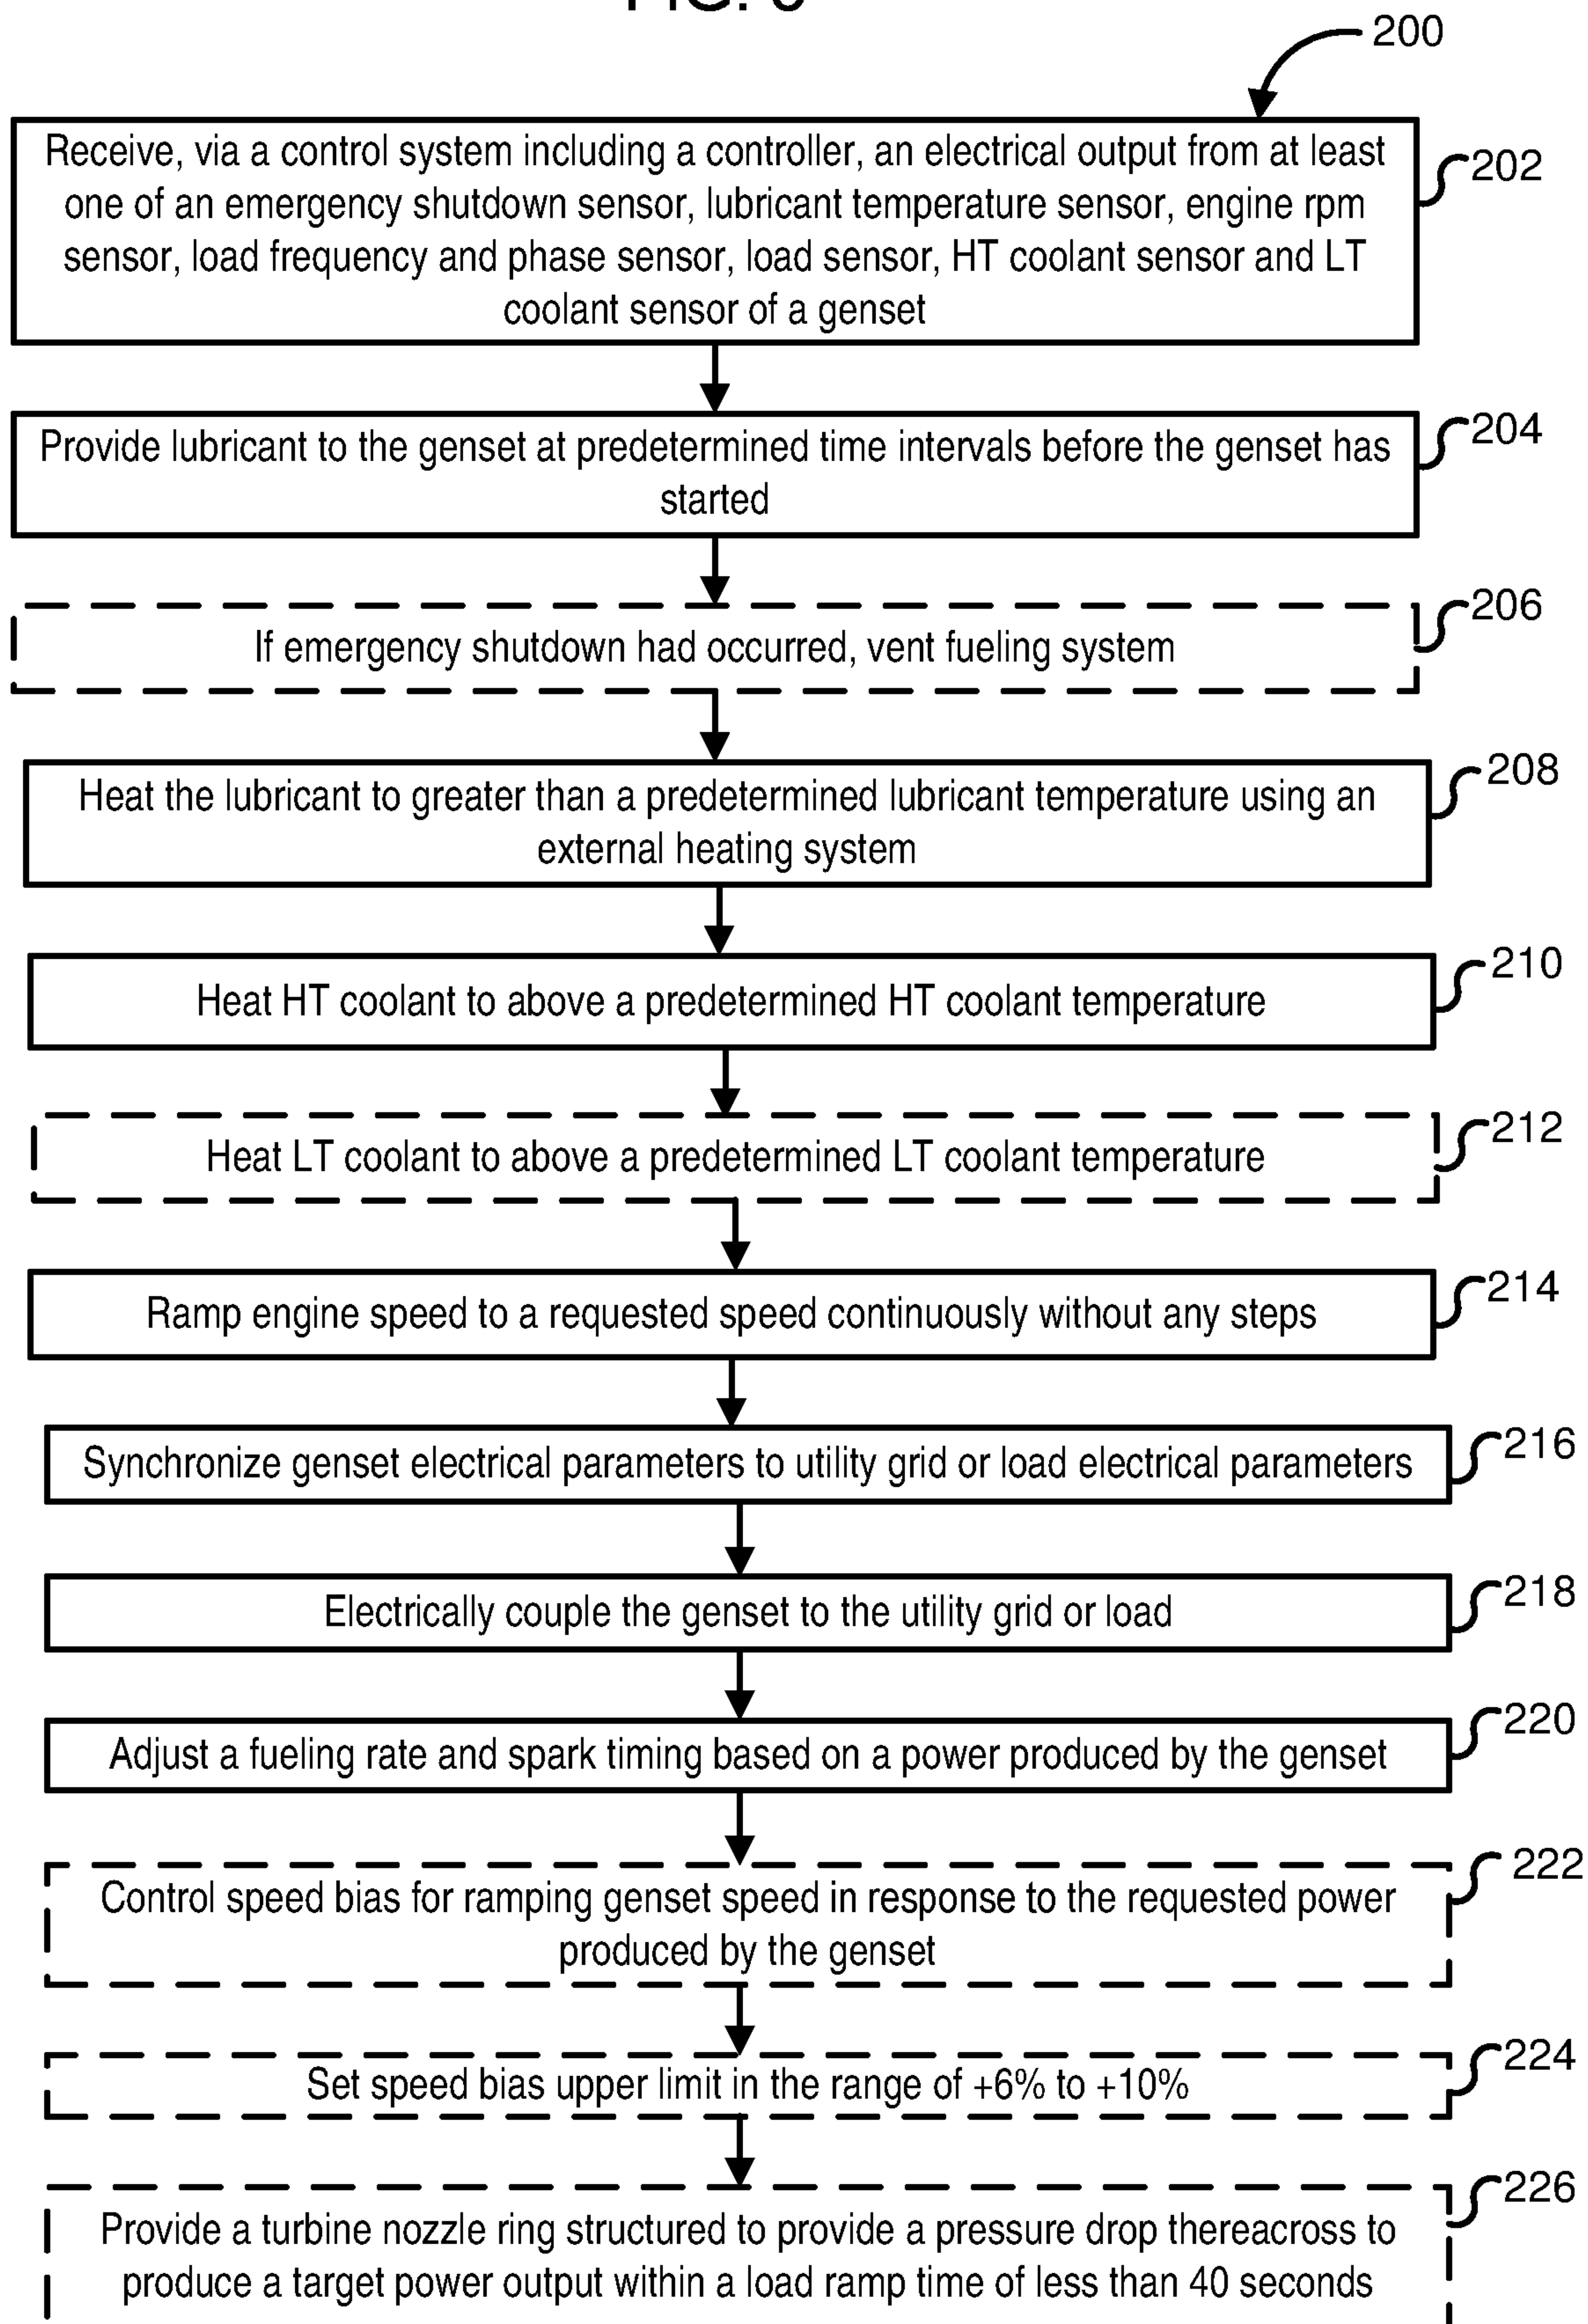 200
Receive, via a control system including a controller, an electrical output from at least
one of an emergency shutdown sensor, lubricant temperature sensor, engine rpm
sensor, load frequency and phase sensor, load sensor, HT coolant sensor and LT
coolant sensor of a genset
202
Provide lubricant to the genset at predetermined time intervals before the genset has
started
204
If emergency shutdown had occurred, vent fueling system
206
Heat the lubricant to greater than a predetermined lubricant temperature using an
external heating system
208
Heat HT coolant to above a predetermined HT coolant temperature
210
Heat LT coolant to above a predetermined LT coolant temperature
212
Ramp engine speed to a requested speed continuously without any steps
214
Synchronize genset electrical parameters to utility grid or load electrical parameters
216
Electrically couple the genset to the utility grid or load
218
Adjust a fueling rate and spark timing based on a power produced by the genset
220
Control speed bias for ramping genset speed in response to the requested power
produced by the genset
222
Set speed bias upper limit in the range of +6% to +10%
224
Provide a turbine nozzle ring structured to provide a pressure drop thereacross to
produce a target power output within a load ramp time of less than 40 seconds
226